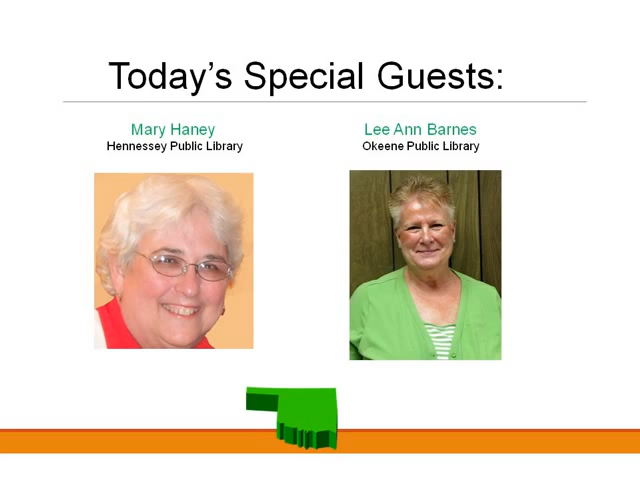 Today’s Special Guests:
Mary Haney
Hennessey Public Library
Lee Ann Barnes
Okeene Public Library